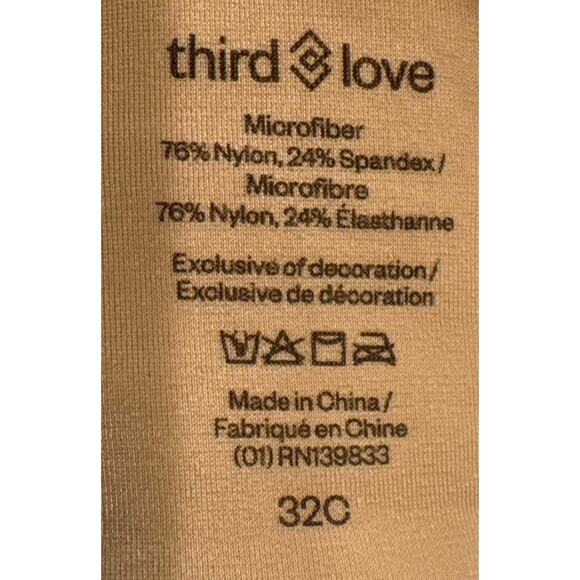 third love
Microfiber
76% Nylon, 24% Spandex /
Microfibre
76% Nylon, 24% Élasthanne
Exclusive of decoration /
Exclusive de décoration
Made in China /
Fabriqué en Chine
(01) RN139833
32C